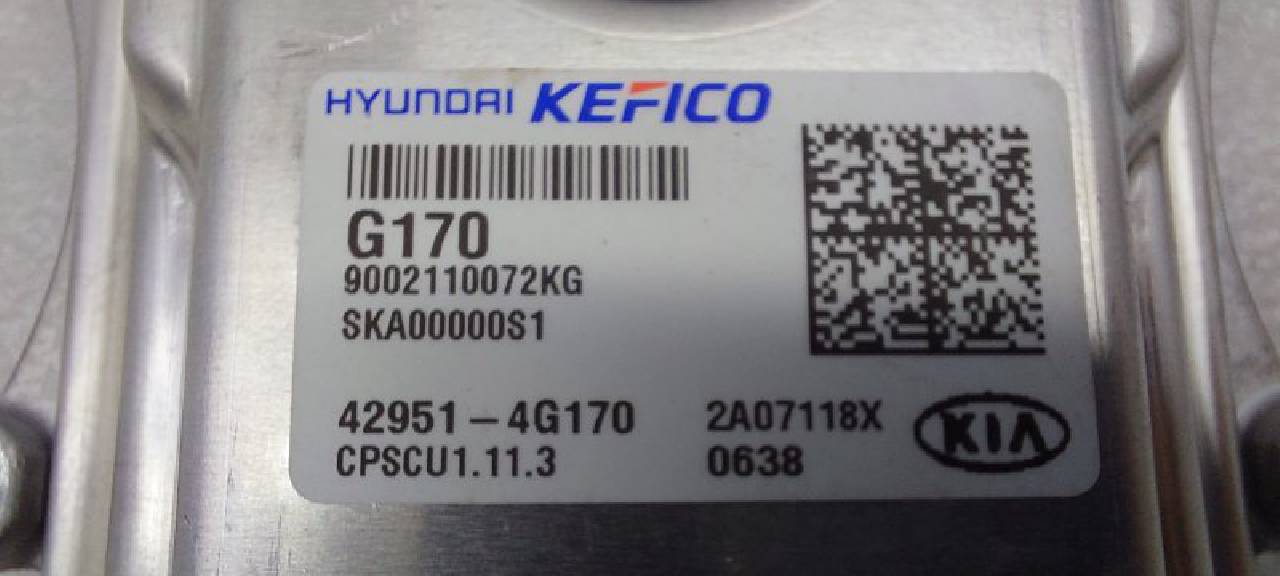 HYUNDAI KEFICO
G170
9002110072KG
SKA00000S1
42951-4G170 2A07118X
CPSCU1.11.3 0638
KIA